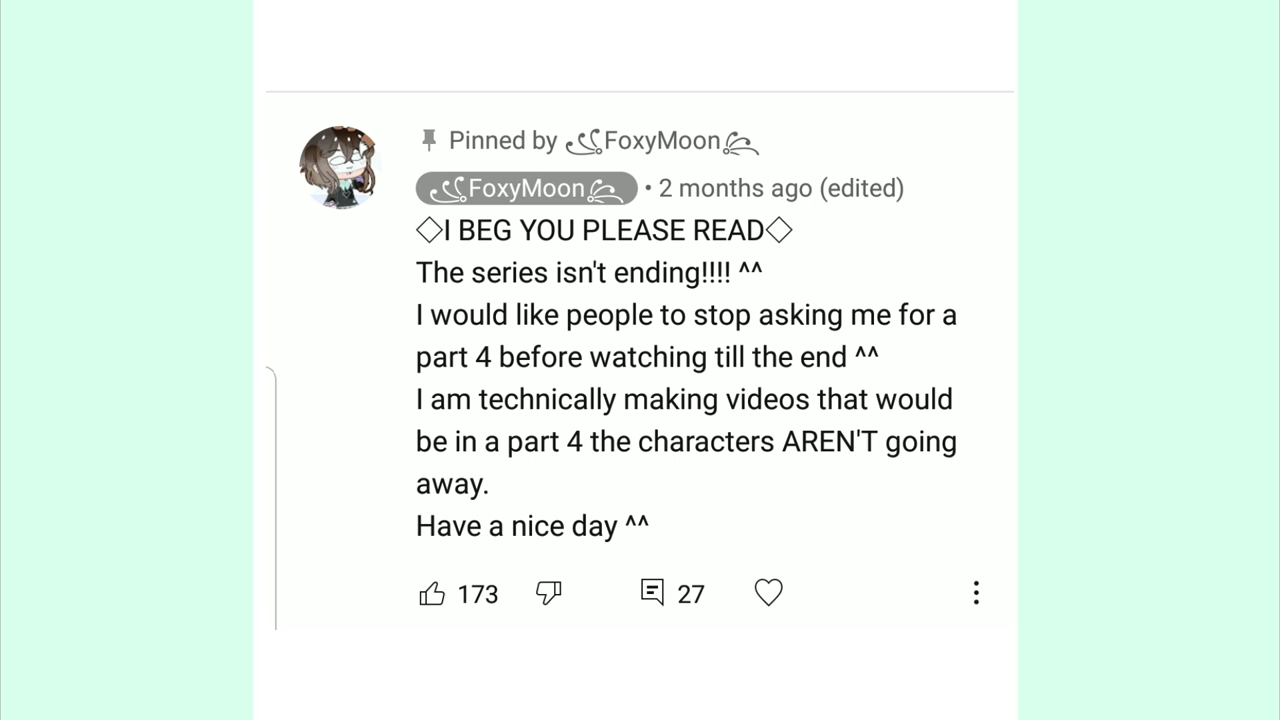 Pinned by ꧁FoxyMoon꧂
꧁FoxyMoon꧂ • 2 months ago (edited)
◇I BEG YOU PLEASE READ◇
The series isn't ending!!!! ^^
I would like people to stop asking me for a
part 4 before watching till the end ^^
I am technically making videos that would
be in a part 4 the characters AREN'T going
away.
Have a nice day ^^
173 27